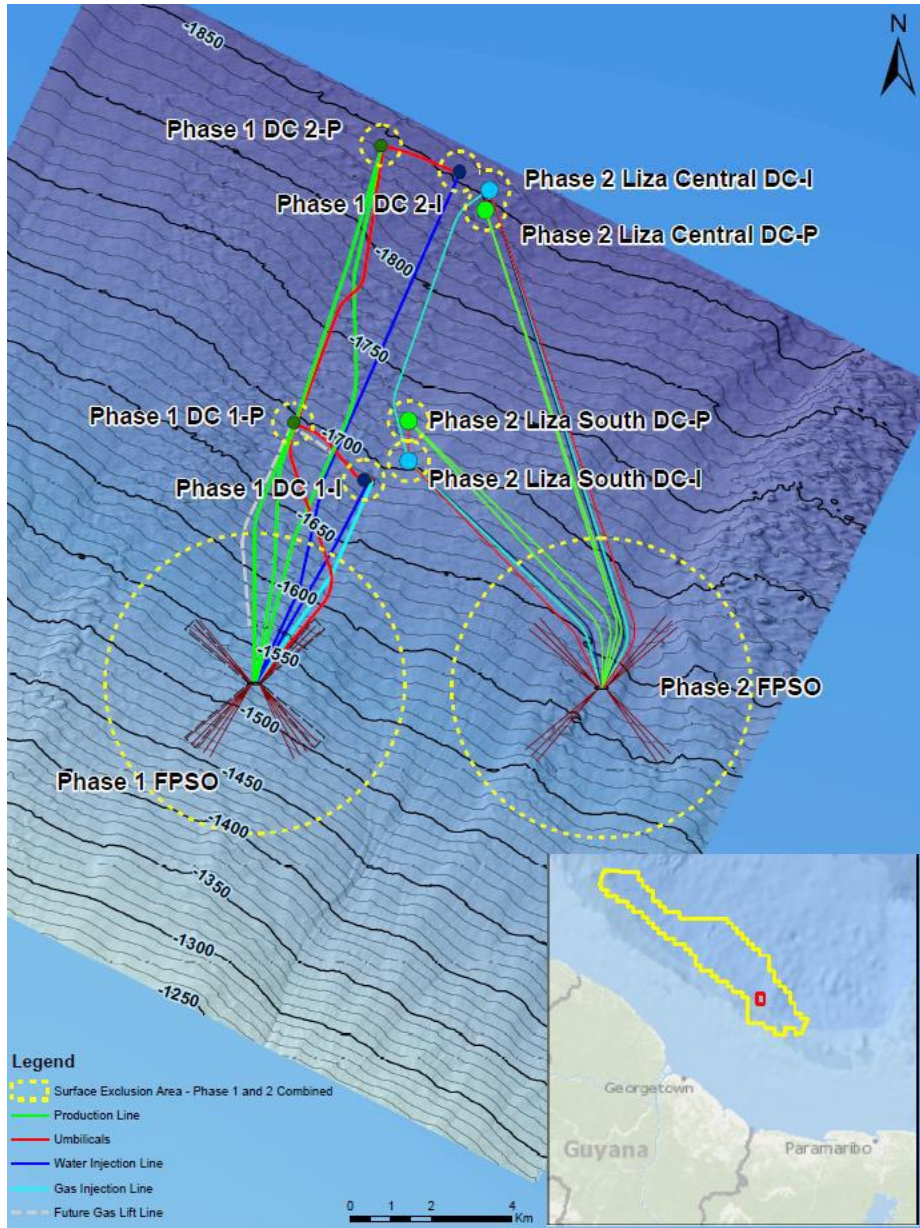 -1850
N
Phase 1 DC 2-P
Phase 2 Liza Central DC-I
Phase 1 DC 2-I
Phase 2 Liza Central DC-P
-1800
-1750
Phase 1 DC 1-P
Phase 2 Liza South DC-P
-1700
Phase 2 Liza South DC-I
Phase 1 DC 1-I
-1650
-1600
-1550
Phase 2 FPSO
-1500
Phase 1 FPSO
-1450
-1400
-1350
-1300
-1250
Legend
Surface Exclusion Area - Phase 1 and 2 Combined
Production Line
Umbilicals
Water Injection Line
Gas Injection Line
Future Gas Lift Line
0 2 4
Km
Georgetown
Guyana
Paramaribo